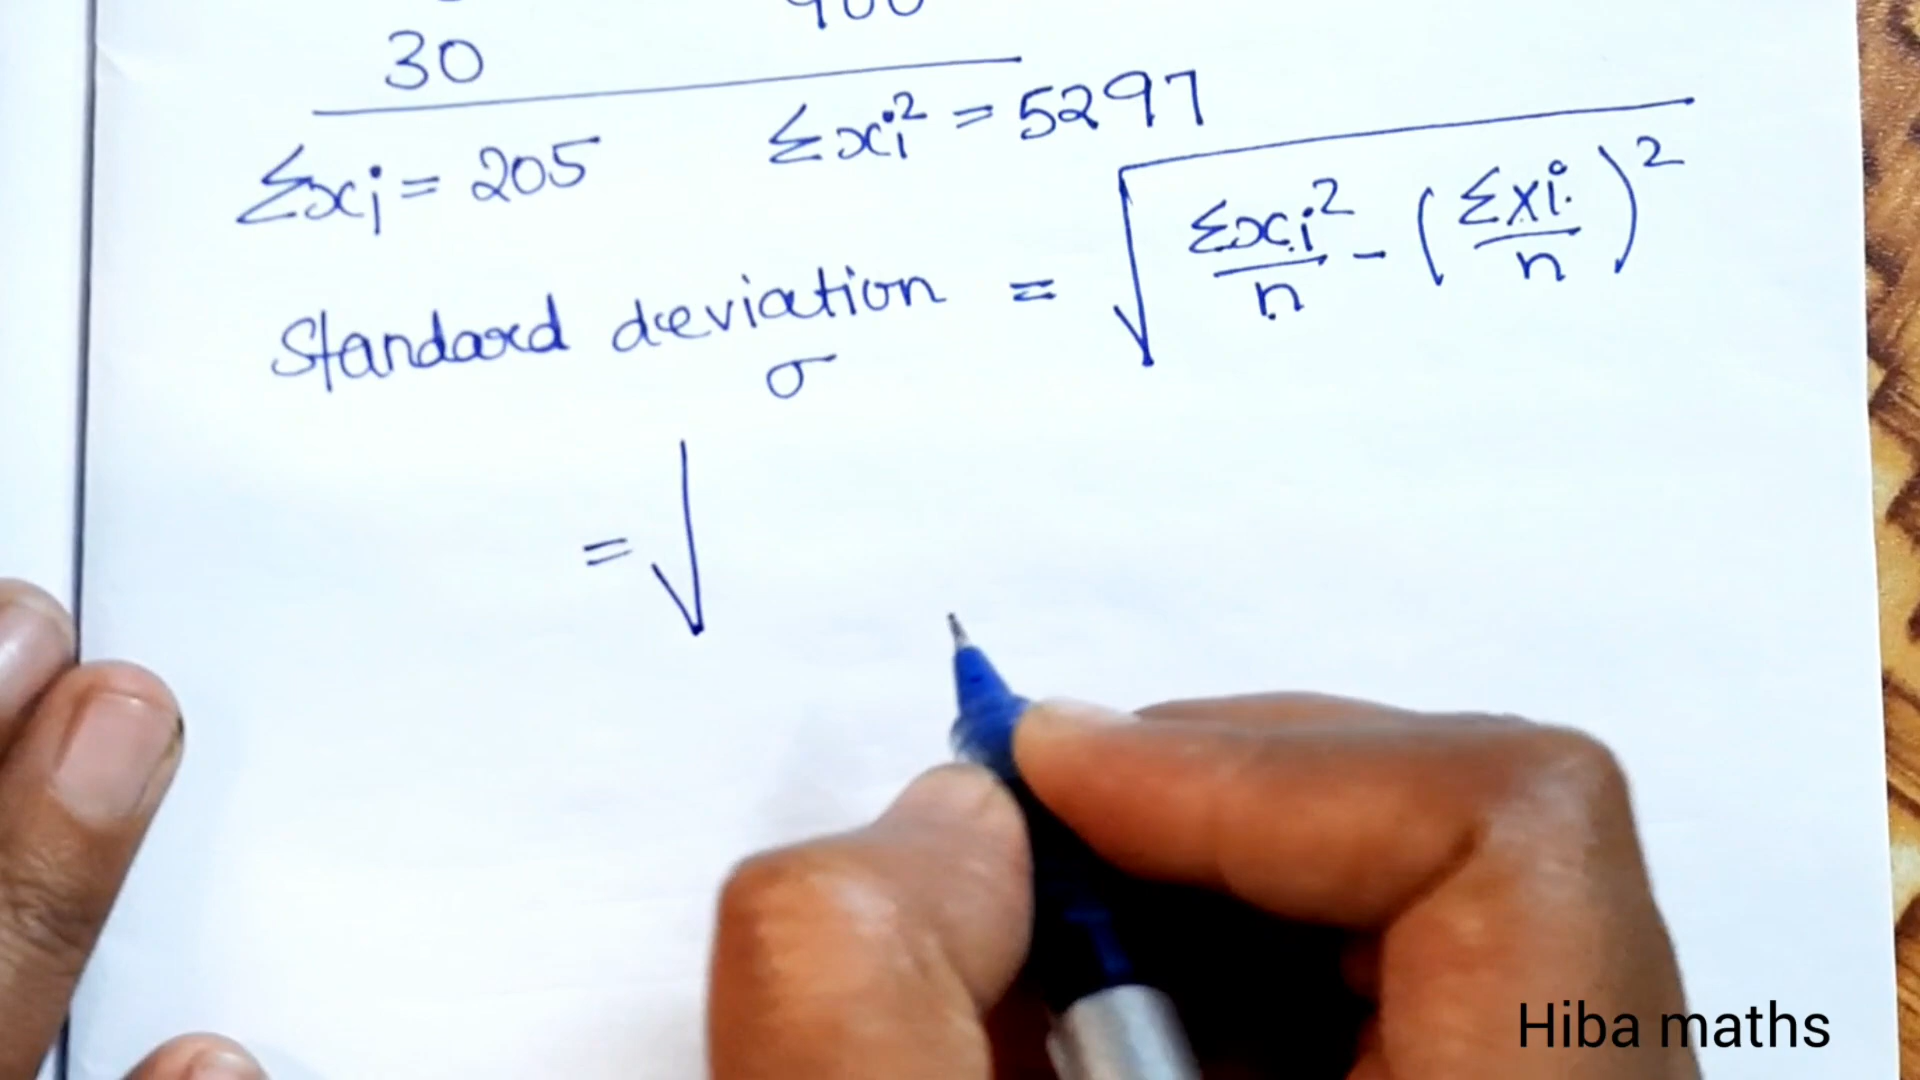 30
Σxi = 205 Σxi² = 5297
Standard deviation = √ Σxi²/n - (Σxi/n)²
σ
= √
Hiba maths